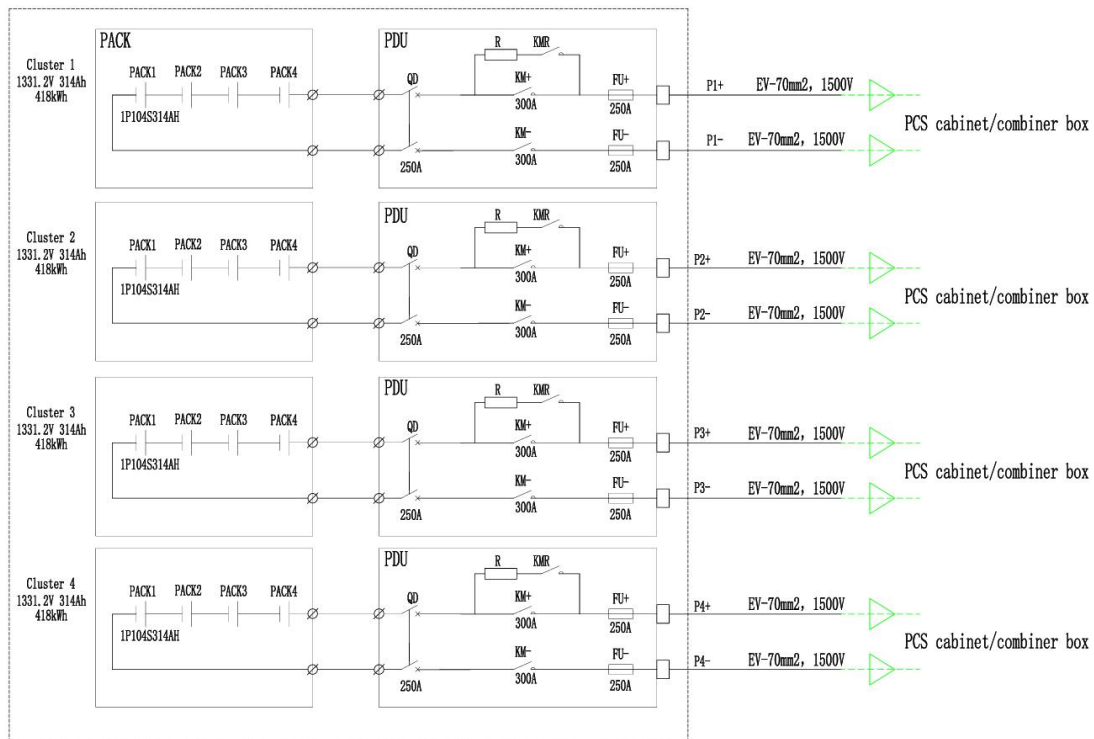 PACK
PDU
Cluster 1
1331.2V 314Ah
418kWh
PACK1 PACK2 PACK3 PACK4
1P104S314AH
QD
250A
R KMR
KM+
300A
KM-
300A
FU+
250A
FU-
250A
P1+ EV-70mm2, 1500V
P1- EV-70mm2, 1500V
PCS cabinet/combiner box
PDU
Cluster 2
1331.2V 314Ah
418kWh
PACK1 PACK2 PACK3 PACK4
1P104S314AH
QD
250A
R KMR
KM+
300A
KM-
300A
FU+
250A
FU-
250A
P2+ EV-70mm2, 1500V
P2- EV-70mm2, 1500V
PCS cabinet/combiner box
PDU
Cluster 3
1331.2V 314Ah
418kWh
PACK1 PACK2 PACK3 PACK4
1P104S314AH
QD
250A
R KMR
KM+
300A
KM-
300A
FU+
250A
FU-
250A
P3+ EV-70mm2, 1500V
P3- EV-70mm2, 1500V
PCS cabinet/combiner box
PDU
Cluster 4
1331.2V 314Ah
418kWh
PACK1 PACK2 PACK3 PACK4
1P104S314AH
QD
250A
R KMR
KM+
300A
KM-
300A
FU+
250A
FU-
250A
P4+ EV-70mm2, 1500V
P4- EV-70mm2, 1500V
PCS cabinet/combiner box